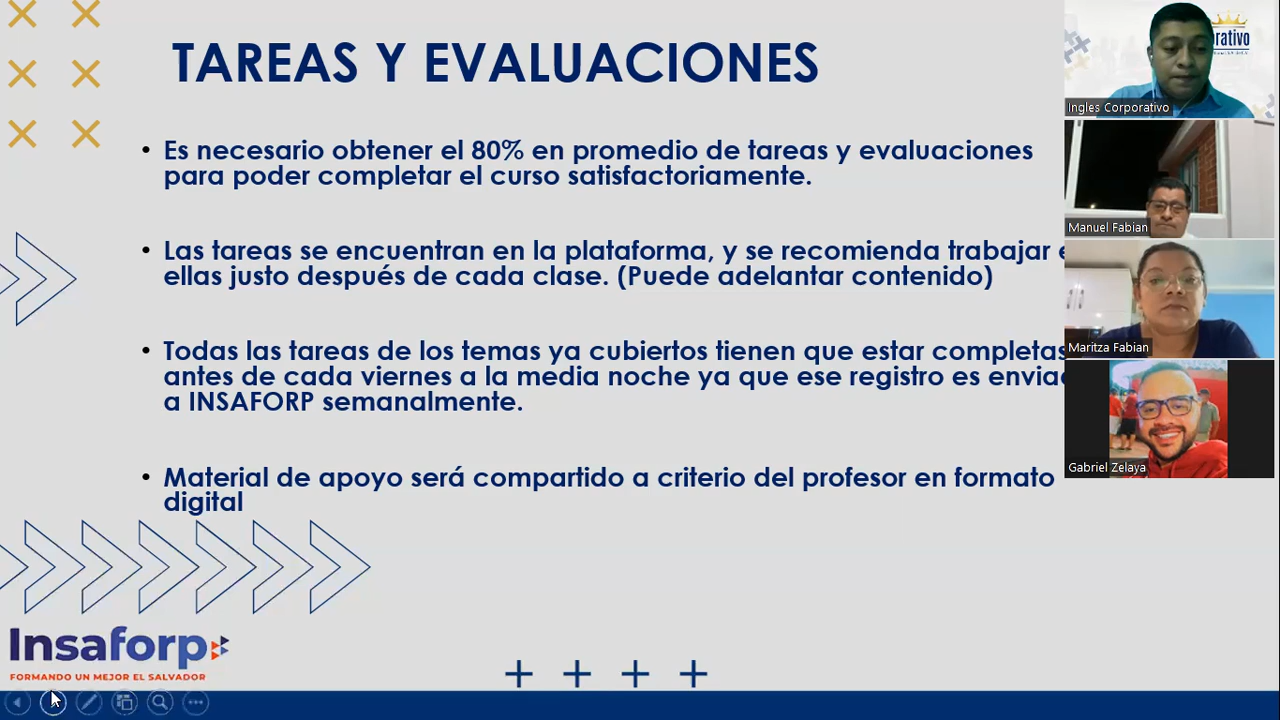 TAREAS Y EVALUACIONES
• Es necesario obtener el 80% en promedio de tareas y evaluaciones
para poder completar el curso satisfactoriamente.
• Las tareas se encuentran en la plataforma, y se recomienda trabajar
ellas justo después de cada clase. (Puede adelantar contenido)
• Todas las tareas de los temas ya cubiertos tienen que estar completas
antes de cada viernes a la media noche ya que ese registro es
a INSAFORP semanalmente.
• Material de apoyo será compartido a criterio del profesor en formato
digital
Insaforp
FORMANDO UN MEJOR EL SALVADOR
Ingles Corporativo
Manuel Fabian
Maritza Fabian
Gabriel Zelaya